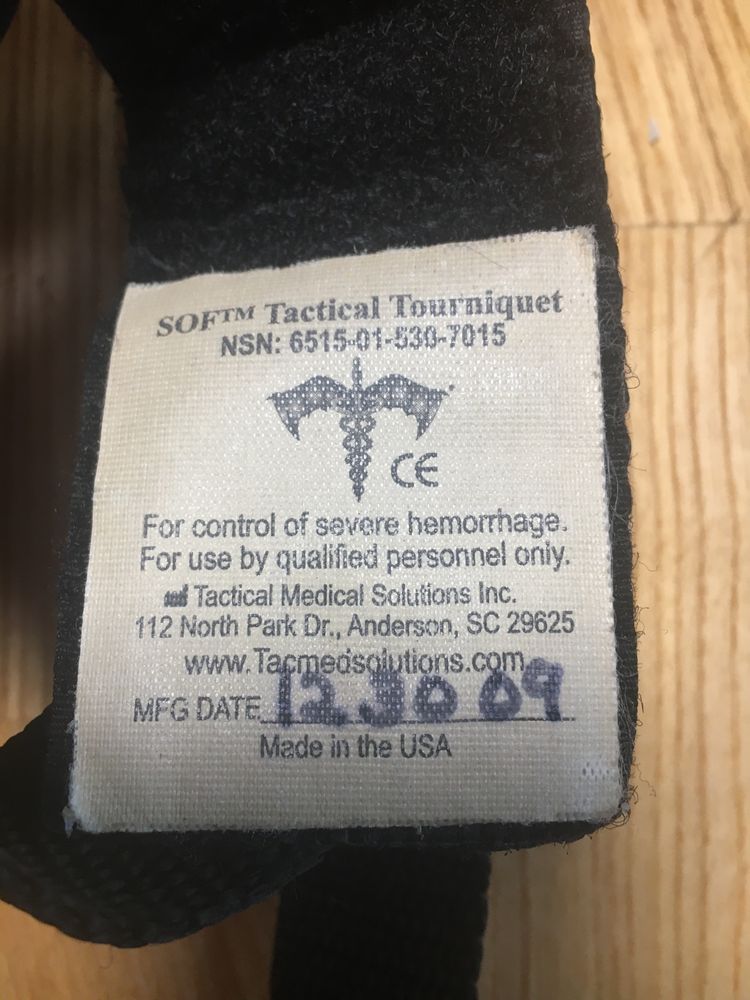 SOF™ Tactical Tourniquet
NSN: 6515-01-530-7015
CE
For control of severe hemorrhage.
For use by qualified personnel only.
Tactical Medical Solutions Inc.
112 North Park Dr., Anderson, SC 29625
www.Tacmedsolutions.com
MFG DATE 12 30 09
Made in the USA